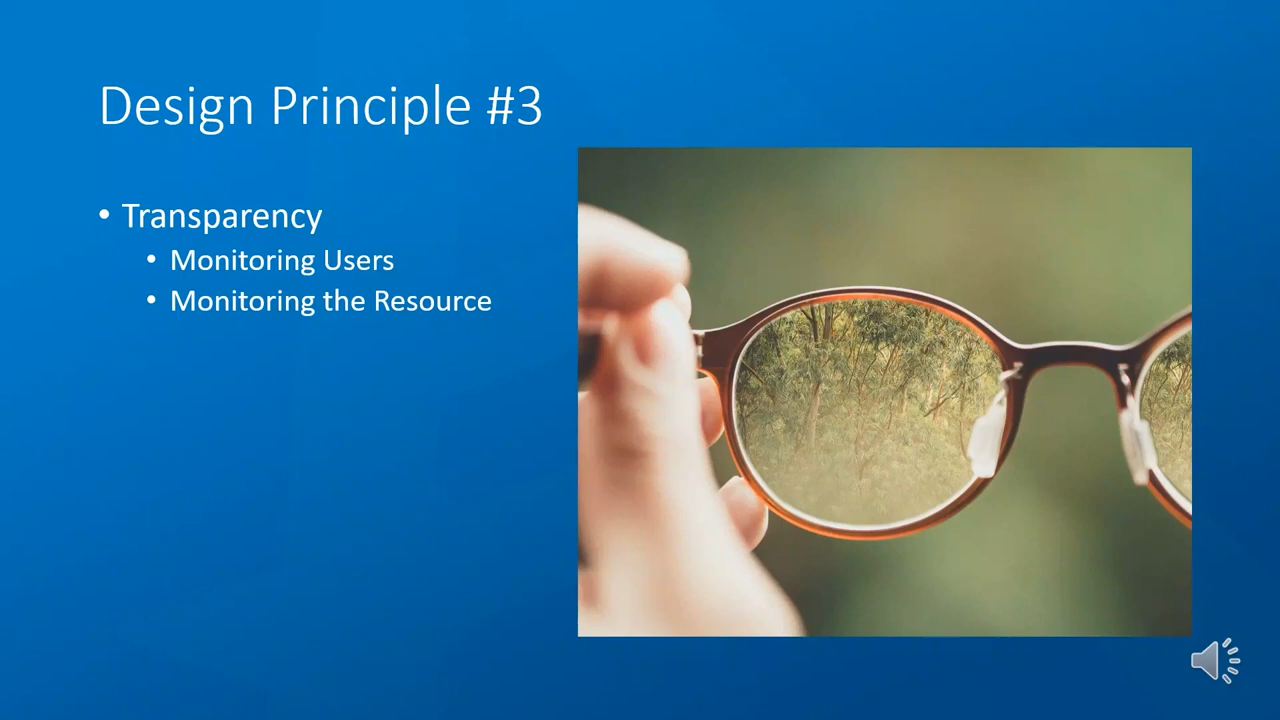 Design Principle #3
• Transparency
• Monitoring Users
• Monitoring the Resource